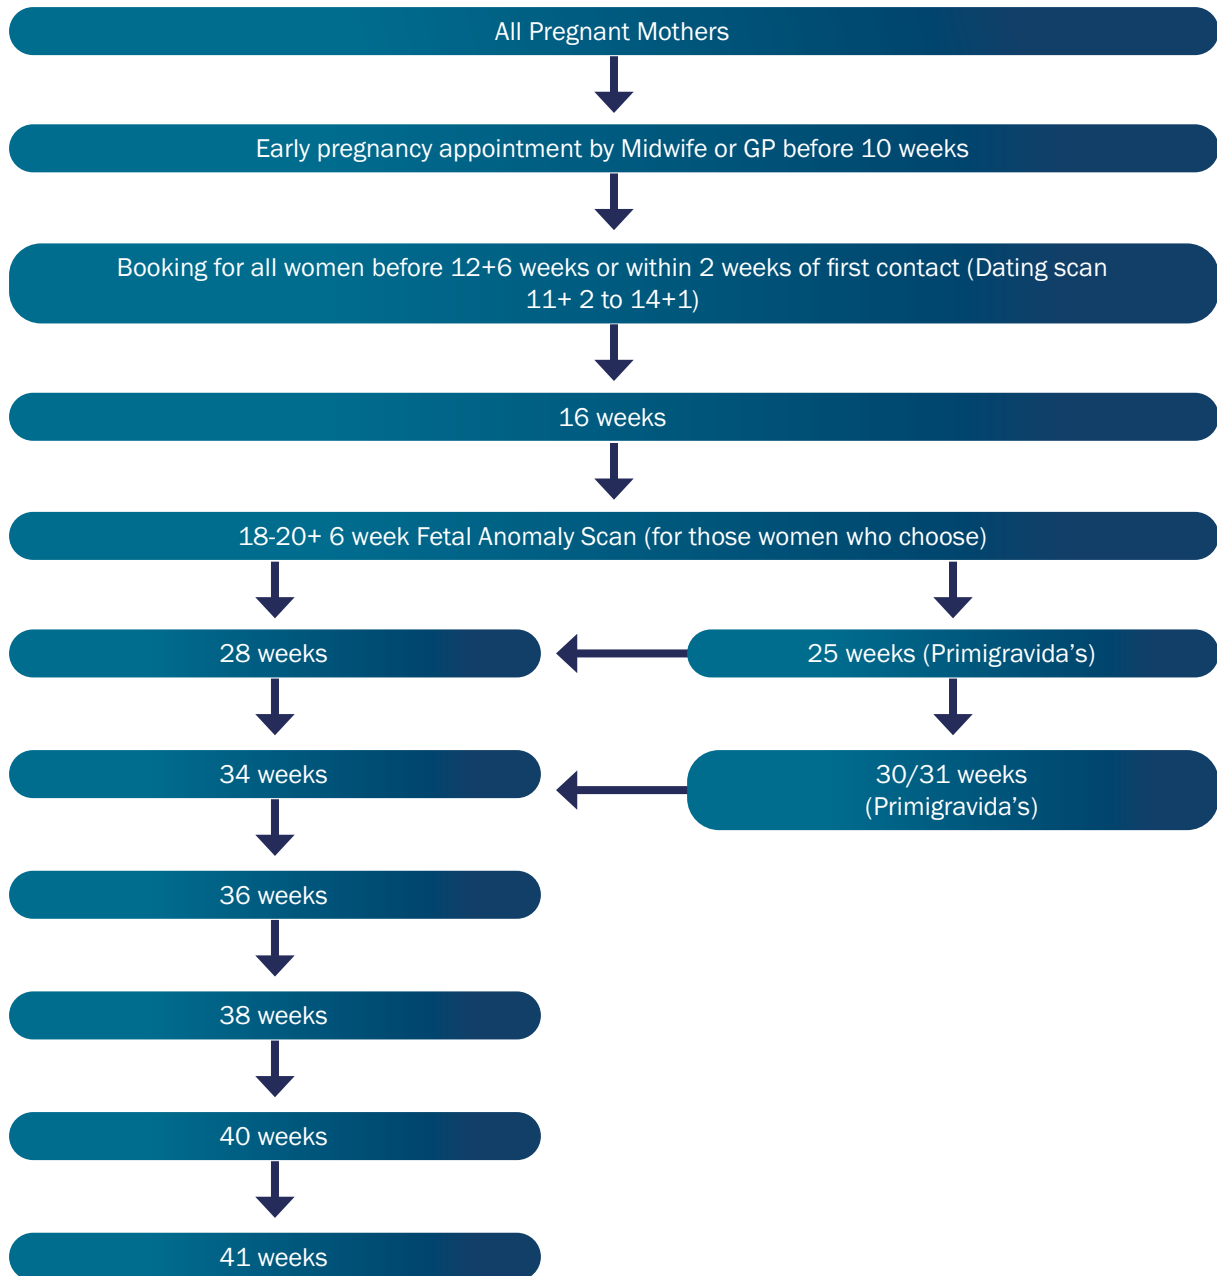 All Pregnant Mothers
Early pregnancy appointment by Midwife or GP before 10 weeks
Booking for all women before 12+6 weeks or within 2 weeks of first contact (Dating scan
11+ 2 to 14+1)
16 weeks
18-20+ 6 week Fetal Anomaly Scan (for those women who choose)
28 weeks
25 weeks (Primigravida’s)
34 weeks
30/31 weeks
(Primigravida’s)
36 weeks
38 weeks
40 weeks
41 weeks